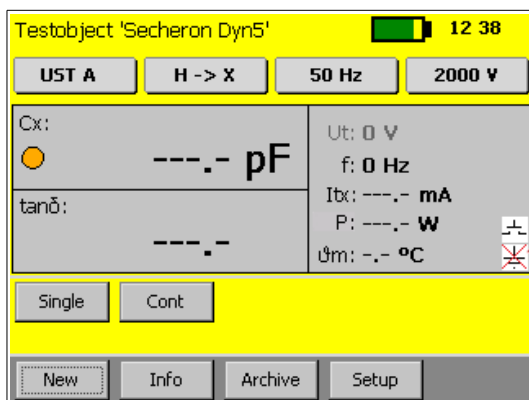 Testobject 'Secheron Dyn5' 12 38
UST A H -> X 50 Hz 2000 V
Cx:
---.- pF
tanδ:
---.-
Ut: 0 V
f: 0 Hz
Itx: ---.- mA
P: ---.- W
ϑm: -.- ºC
Single Cont
New Info Archive Setup